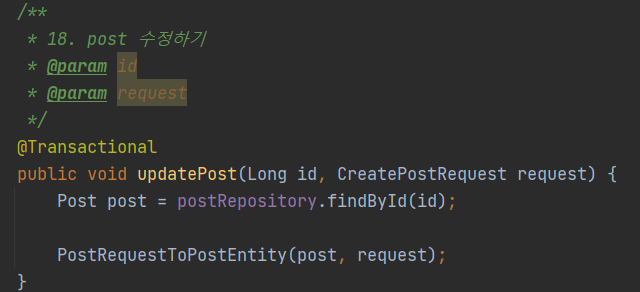 /**
 * 18. post 수정하기
 * @param id
 * @param request
 */
@Transactional
public void updatePost(Long id, CreatePostRequest request) {
    Post post = postRepository.findById(id);
    PostRequestToPostEntity(post, request);
}